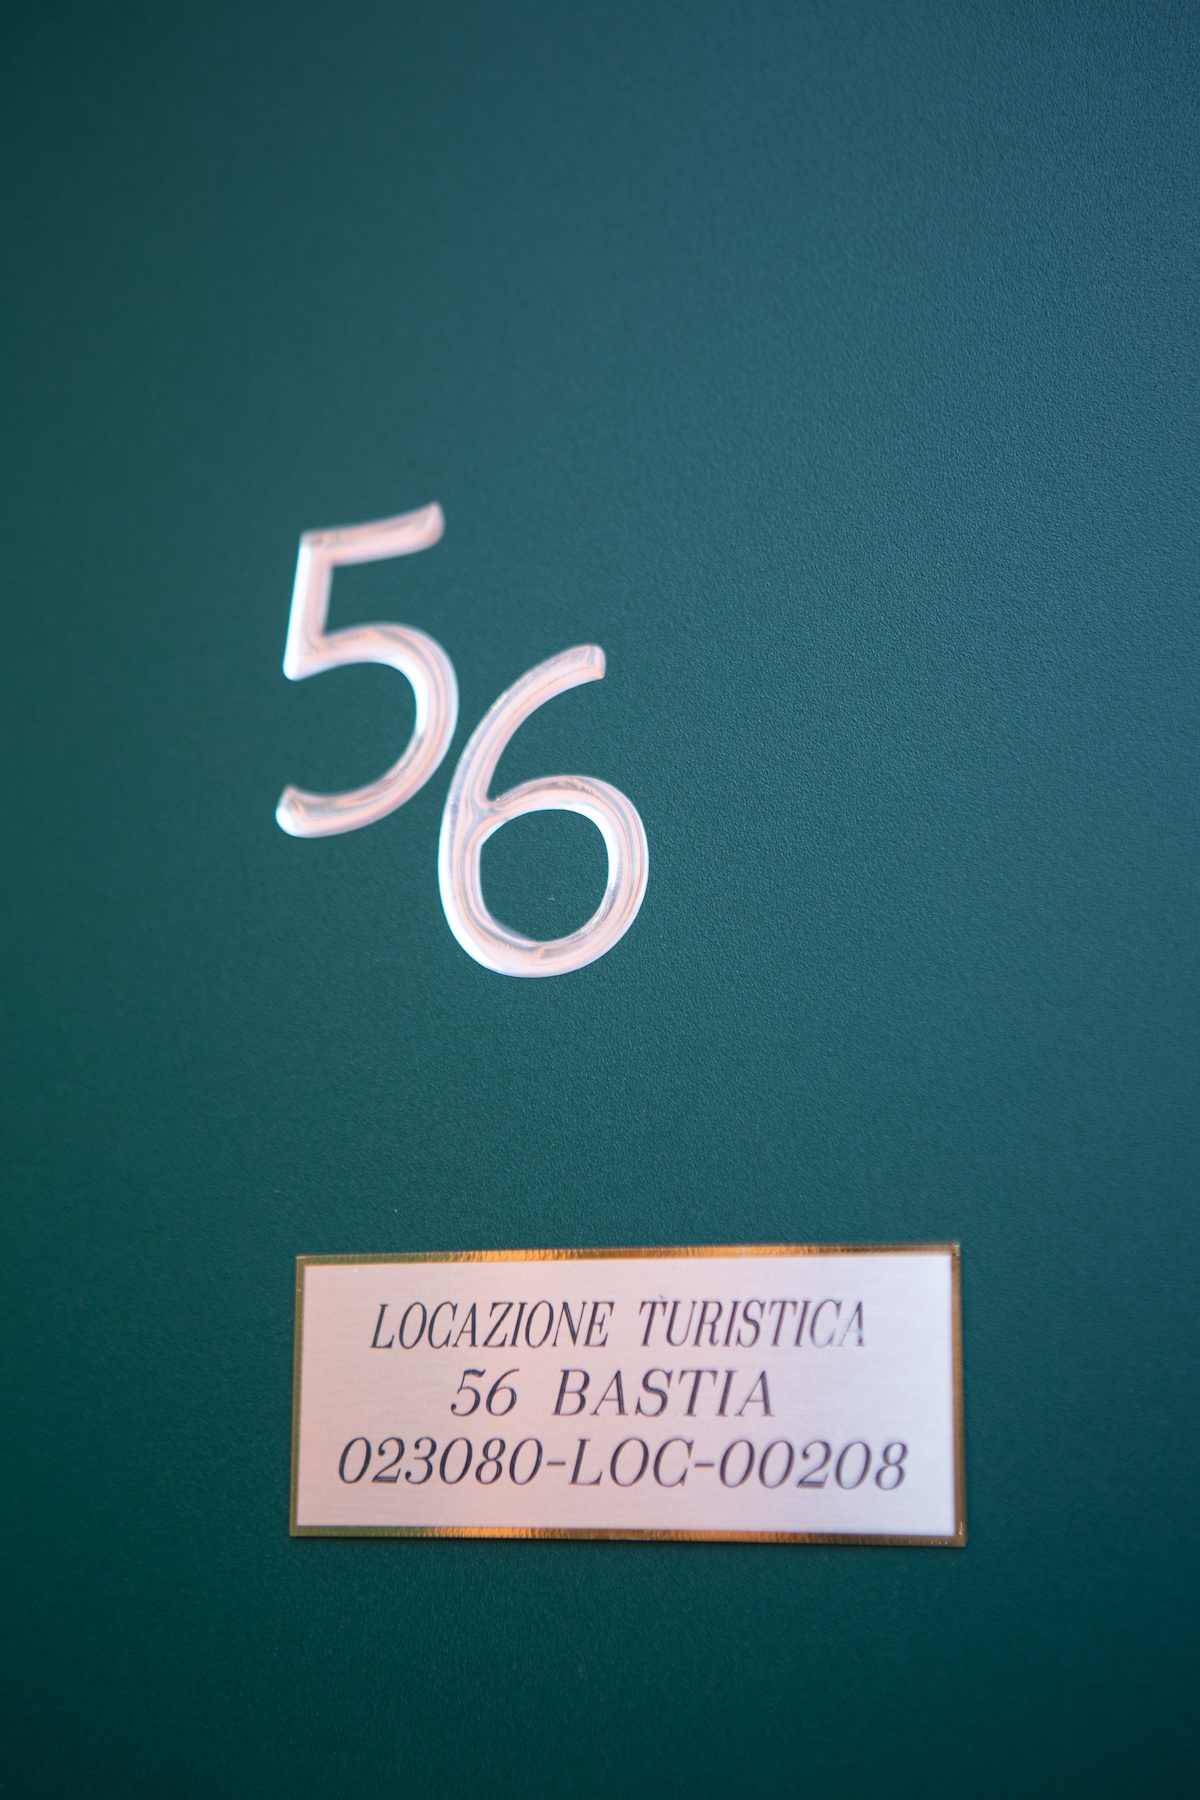 56
LOCAZIONE TURISTICA
56 BASTIA
023080-LOC-00208